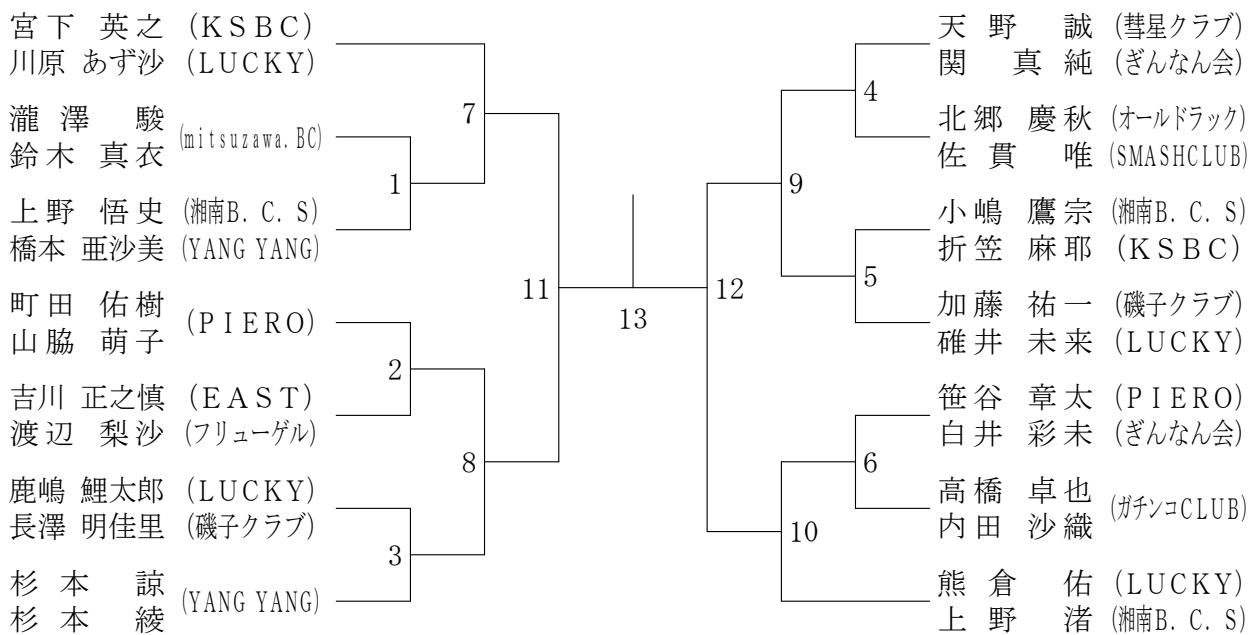 宮下 英之 (KSBC)
川原 あず沙 (LUCKY)
瀧澤 駿
鈴木 真衣
(mitsuzawa.BC)
上野 悟史 (湘南B.C.S)
橋本 亜沙美 (YANG YANG)
町田 佑樹
山脇 萌子
(PIERO)
吉川 正之慎 (EAST)
渡辺 梨沙 (フリューゲル)
鹿嶋 鯉太郎 (LUCKY)
長澤 明佳里 (磯子クラブ)
杉本 諒
杉本 綾
(YANG YANG)
7
1
2
8
3
11
13
12
9
4
5
10
6
天野 誠 (彗星クラブ)
関 真純 (ぎんなん会)
北郷 慶秋 (オールドラック)
佐貫 唯 (SMASHCLUB)
小嶋 鷹宗 (湘南B.C.S)
折笠 麻耶 (KSBC)
加藤 祐一 (磯子クラブ)
碓井 未来 (LUCKY)
笹谷 章太 (PIERO)
白井 彩未 (ぎんなん会)
高橋 卓也
内田 沙織
(ガチンコCLUB)
熊倉 佑 (LUCKY)
上野 渚 (湘南B.C.S)